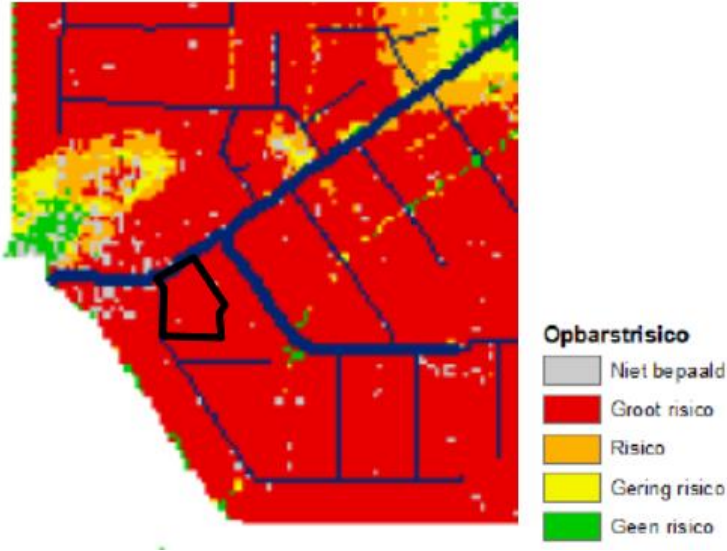 Opbarstrisico
Niet bepaald
Groot risico
Risico
Gering risico
Geen risico